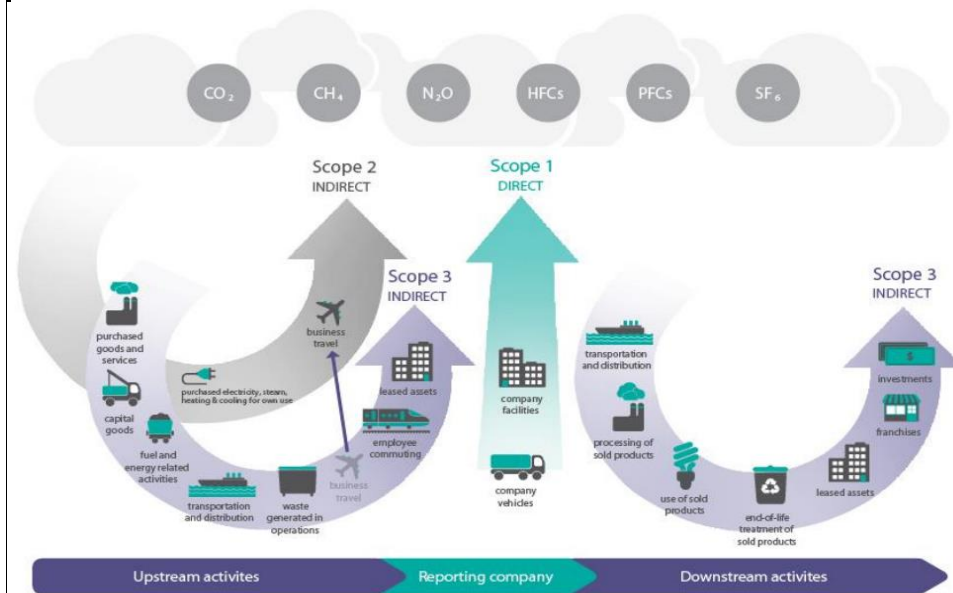 CO₂
CH₄
N₂O
HFCs
PFCs
SF₆
Scope 2
INDIRECT
Scope 1
DIRECT
Scope 3
INDIRECT
Scope 3
INDIRECT
purchased
goods and
services
capital
goods
fuel and
energy related
activities
transportation
and distribution
waste
generated in
operations
business
travel
business
travel
purchased electricity, steam,
heating & cooling for own use
employee
commuting
leased assets
company
facilities
company
vehicles
transportation
and distribution
processing of
sold products
use of sold
products
end-of-life
treatment of
sold products
leased assets
franchises
investments
$
Upstream activites
Reporting company
Downstream activites